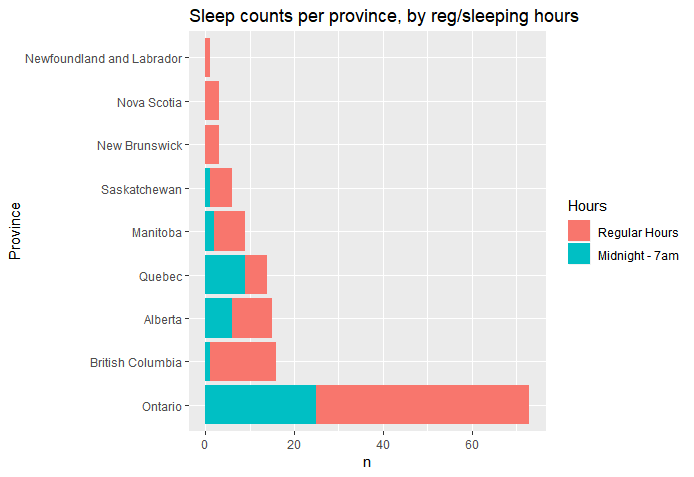 Sleep counts per province, by reg/sleeping hours
Newfoundland and Labrador
Nova Scotia
New Brunswick
Saskatchewan
Manitoba
Quebec
Alberta
British Columbia
Ontario
Province
0 20 40 60
n
Hours
Regular Hours
Midnight - 7am